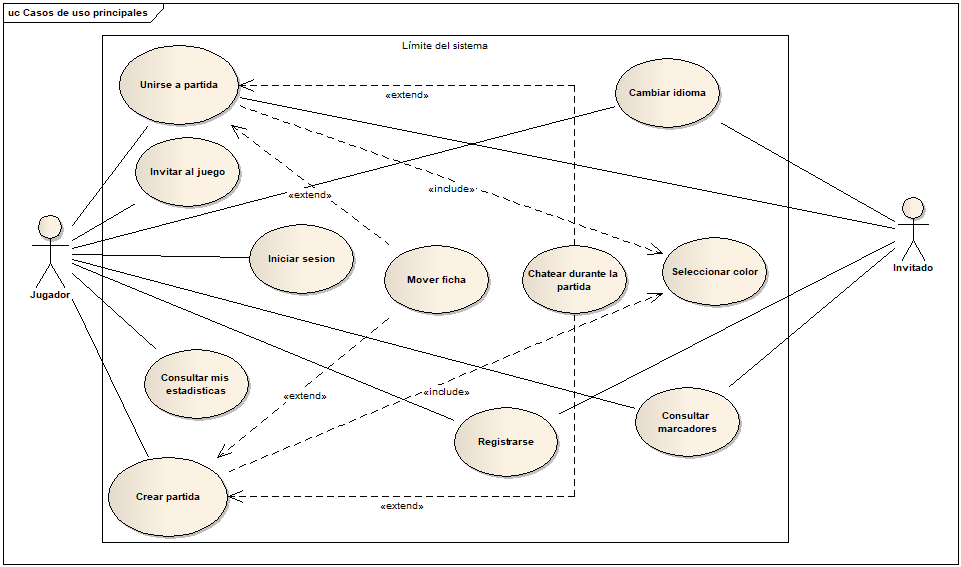 uc Casos de uso principales
Límite del sistema
Unirse a partida
«extend»
Cambiar idioma
Invitar al juego
«extend»
«include»
Jugador
Iniciar sesion
Mover ficha
Chatear durante la
partida
Seleccionar color
Invitado
Consultar mis
estadisticas
«extend»
«include»
Registrarse
Consultar
marcadores
Crear partida
«extend»